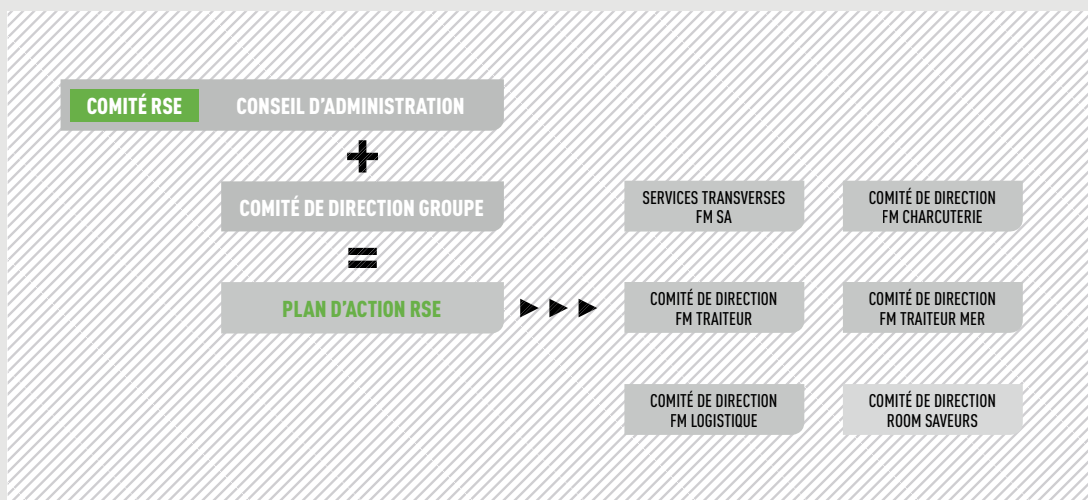 COMITÉ RSE
CONSEIL D'ADMINISTRATION
+
COMITÉ DE DIRECTION GROUPE
=
PLAN D'ACTION RSE
SERVICES TRANSVERSES
FM SA
COMITÉ DE DIRECTION
FM CHARCUTERIE
COMITÉ DE DIRECTION
FM TRAITEUR
COMITÉ DE DIRECTION
FM TRAITEUR MER
COMITÉ DE DIRECTION
FM LOGISTIQUE
COMITÉ DE DIRECTION
ROOM SAVEURS